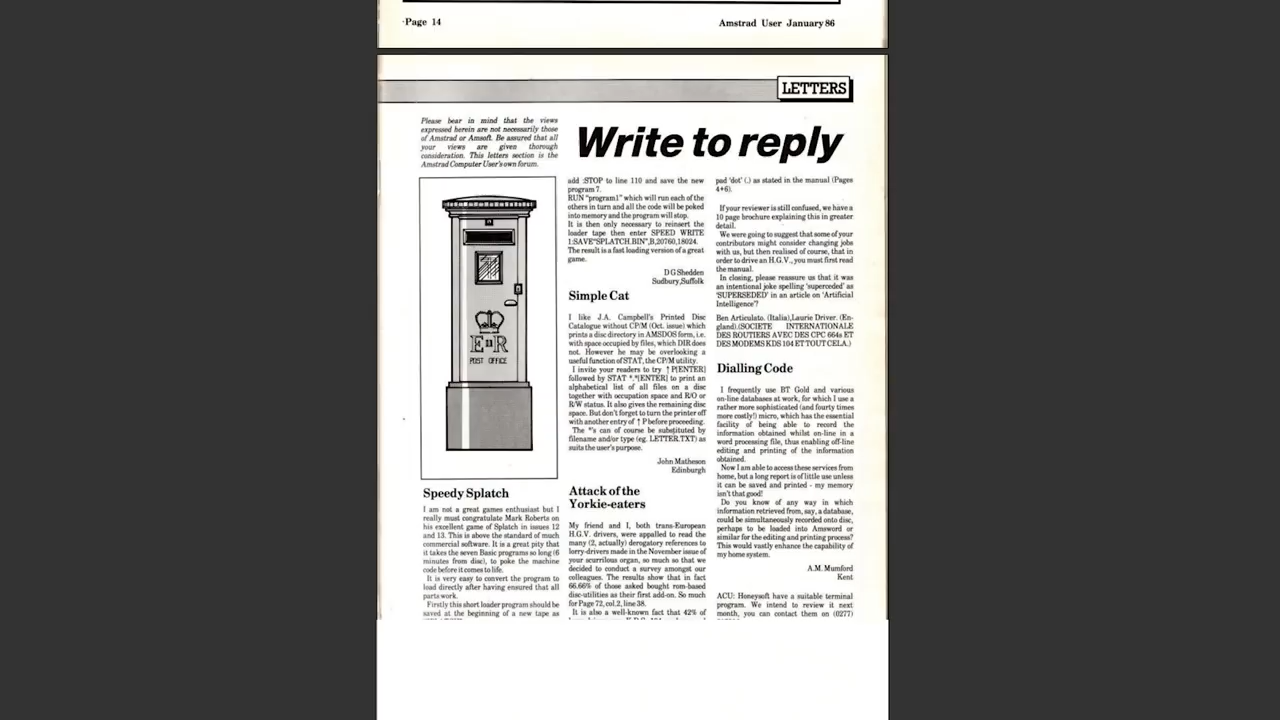 Page 14
Amstrad User January 86
LETTERS
Please bear in mind that the views
expressed herein are not necessarily those
of Amstrad or Amsoft. Be assured that all
your views are given thorough
consideration. This letters section is the
Amstrad Computer User's own forum.
Write to reply
E II R
POST OFFICE
Speedy Splatch
I am not a great games enthusiast but I
really must congratulate Mark Roberts on
his excellent game of Splatch in issues 12
and 13. This is above the standard of much
commercial software. It is a great pity that
it takes the seven Basic programs so long (6
minutes from disc), to poke the machine
code before it comes to life.
It is very easy to convert the program to
load directly after having ensured that all
parts work.
Firstly this short loader program should be
saved at the beginning of a new tape as
add :STOP to line 110 and save the new
program 7.
RUN "program1" which will run each of the
others in turn and all the code will be poked
into memory and the program will stop.
It is then only necessary to reinsert the
loader tape then enter SPEED WRITE
1:SAVE"SPLATCH.BIN",B,20760,18024.
The result is a fast loading version of a great
game.
D G Shedden
Sudbury,Suffolk
Simple Cat
I like J.A. Campbell's Printed Disc
Catalogue without CP/M (Oct. issue) which
prints a disc directory in AMSDOS form, i.e.
with space occupied by files, which DIR does
not. However he may be overlooking a
useful function of STAT, the CP/M utility.
I invite your readers to try ↑P[ENTER]
followed by STAT *.*[ENTER] to print an
alphabetical list of all files on a disc
together with occupation space and R/O or
R/W status. It also gives the remaining disc
space. But don't forget to turn the printer off
with another entry of ↑P before proceeding.
The *'s can of course be substituted by
filename and/or type (eg. LETTER.TXT) as
suits the user's purpose.
John Matheson
Edinburgh
Attack of the
Yorkie-eaters
My friend and I, both trans-European
H.G.V. drivers, were appalled to read the
many (2, actually) derogatory references to
lorry-drivers made in the November issue of
your scurrilous organ, so much so that we
decided to conduct a survey amongst our
colleagues. The results show that in fact
66.66% of those asked bought rom-based
disc-utilities as their first add-on. So much
for Page 72, col.2, line 38.
It is also a well-known fact that 42% of
pad 'dot' (.) as stated in the manual (Pages
4+6).
If your reviewer is still confused, we have a
10 page brochure explaining this in greater
detail.
We were going to suggest that some of your
contributors might consider changing jobs
with us, but then realised of course, that in
order to drive an H.G.V., you must first read
the manual.
In closing, please reassure us that it was
an intentional joke spelling 'superceded' as
'SUPERSEDED' in an article on 'Artificial
Intelligence'?
Ben Articulato. (Italia),Laurie Driver. (En-
gland).(SOCIETE INTERNATIONALE
DES ROUTIERS AVEC DES CPC 664s ET
DES MODEMS KDS 104 ET TOUT CELA.)
Dialling Code
I frequently use BT Gold and various
on-line databases at work, for which I use a
rather more sophisticated (and fourty times
more costly!) micro, which has the essential
facility of being able to record the
information obtained whilst on-line in a
word processing file, thus enabling off-line
editing and printing of the information
obtained.
Now I am able to access these services from
home, but a long report is of little use unless
it can be saved and printed - my memory
isn't that good!
Do you know of any way in which
information retrieved from, say, a database,
could be simultaneously recorded onto disc,
perhaps to be loaded into Amsword or
similar for the editing and printing process?
This would vastly enhance the capability of
my home system.
A.M. Mumford
Kent
ACU: Honeysoft have a suitable terminal
program. We intend to review it next
month, you can contact them on (0277)